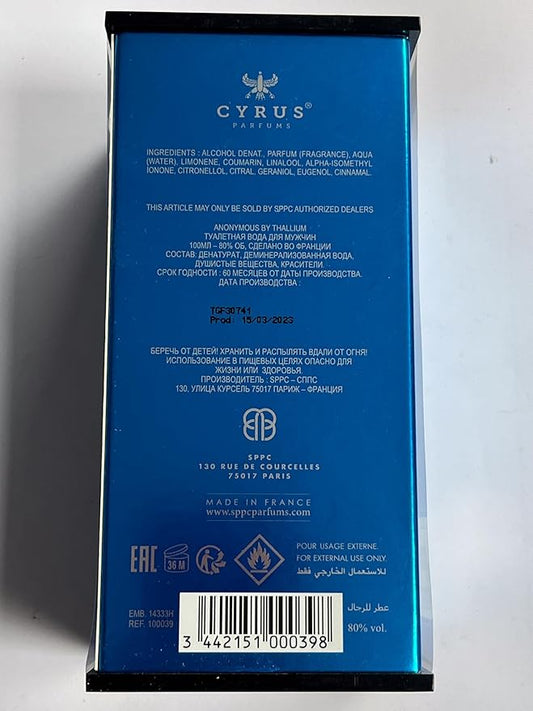 CYRUS®
PARFUMS
INGREDIENTS : ALCOHOL DENAT., PARFUM (FRAGRANCE), AQUA
(WATER), LIMONENE, COUMARIN, LINALOOL, ALPHA-ISOMETHYL
IONONE, CITRONELLOL, CITRAL, GERANIOL, EUGENOL, CINNAMAL.
THIS ARTICLE MAY ONLY BE SOLD BY SPPC AUTHORIZED DEALERS
ANONYMOUS BY THALLIUM
ТУАЛЕТНАЯ ВОДА ДЛЯ МУЖЧИН
100МЛ – 80% ОБ, СДЕЛАНО ВО ФРАНЦИИ
СОСТАВ: ДЕНАТУРАТ, ДЕМИНЕРАЛИЗОВАННАЯ ВОДА,
ДУШИСТЫЕ ВЕЩЕСТВА, КРАСИТЕЛИ.
СРОК ГОДНОСТИ : 60 МЕСЯЦЕВ ОТ ДАТЫ ПРОИЗВОДСТВА.
ДАТА ПРОИЗВОДСТВА :
TGF30741
Prod: 15/03/2023
БЕРЕЧЬ ОТ ДЕТЕЙ! ХРАНИТЬ И РАСПЫЛЯТЬ ВДАЛИ ОТ ОГНЯ!
ИСПОЛЬЗОВАНИЕ В ПИЩЕВЫХ ЦЕЛЯХ ОПАСНО ДЛЯ
ЖИЗНИ ИЛИ ЗДОРОВЬЯ.
ПРОИЗВОДИТЕЛЬ : SPPC – СППС
130, УЛИЦА КУРСЕЛЬ 75017 ПАРИЖ – ФРАНЦИЯ
SPPC
130 RUE DE COURCELLES
75017 PARIS
MADE IN FRANCE
www.sppcparfums.com
EAC
36 M
POUR USAGE EXTERNE.
FOR EXTERNAL USE ONLY.
للاستعمال الخارجي فقط
EMB. 14333H
REF. 100039
3 442151 000398
عطر للرجال
80% vol.